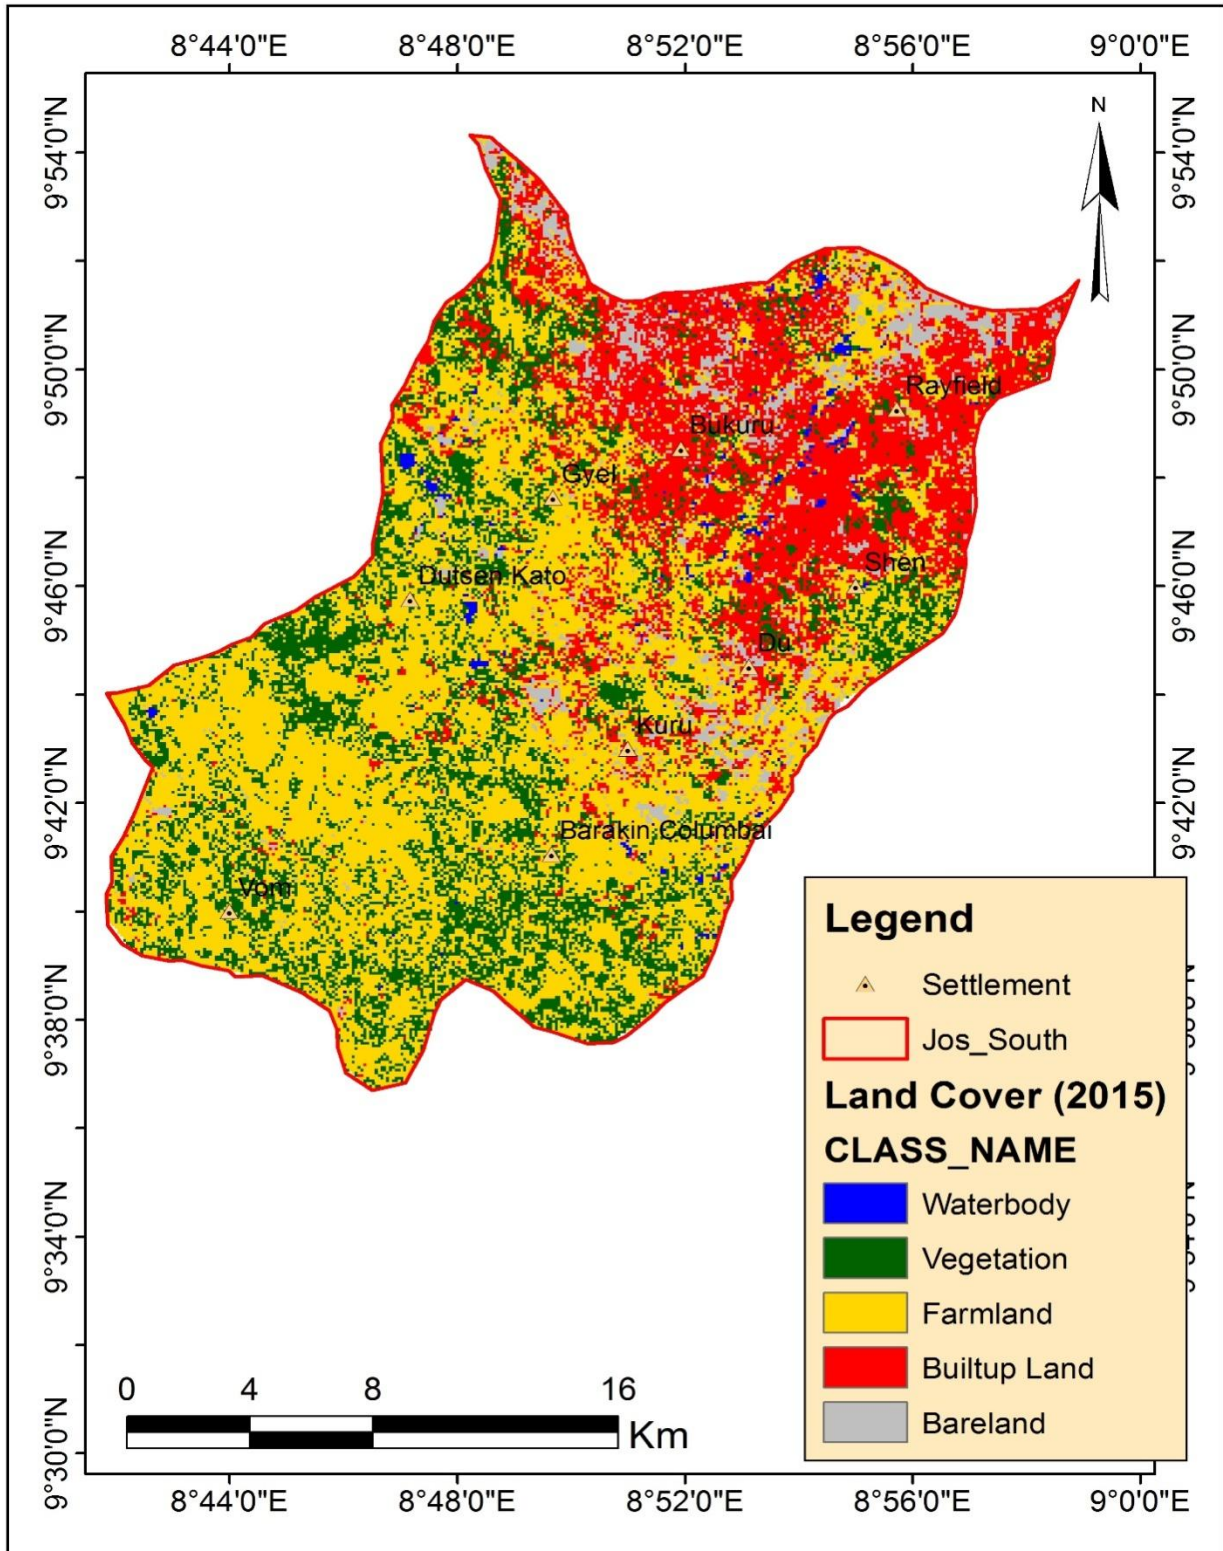 8°44'0"E 8°48'0"E 8°52'0"E 8°56'0"E 9°0'0"E
N
9°54'0"N 9°54'0"N
9°50'0"N 9°50'0"N
Rayfield
Bukuru
Gyel
9°46'0"N 9°46'0"N
Shen
Dutsen Kato
Du
Kuru
9°42'0"N 9°42'0"N
Barakin Columbai
Vom
9°38'0"N
9°34'0"N
9°30'0"N
Legend
Settlement
Jos_South
Land Cover (2015)
CLASS_NAME
Waterbody
Vegetation
Farmland
Builtup Land
Bareland
0 4 8 16
Km
8°44'0"E 8°48'0"E 8°52'0"E 8°56'0"E 9°0'0"E